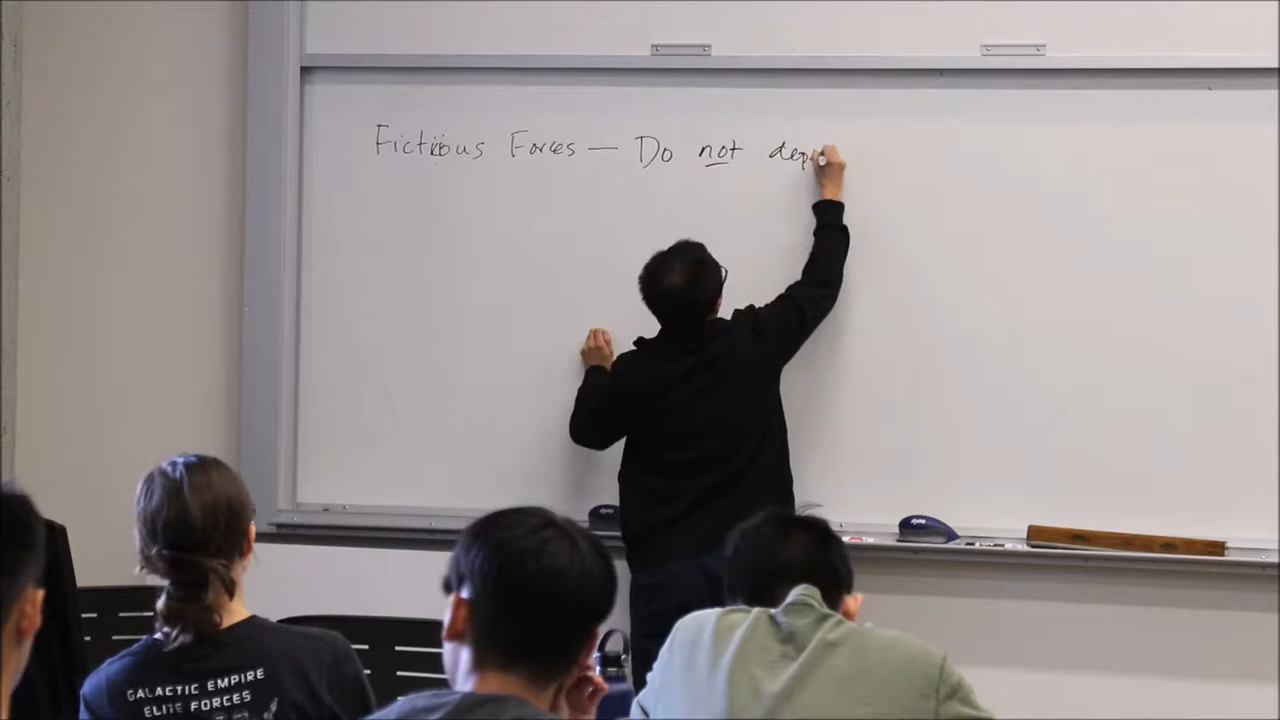 Fictitious Forces — Do not dep
GALACTIC EMPIRE
ELITE FORCES